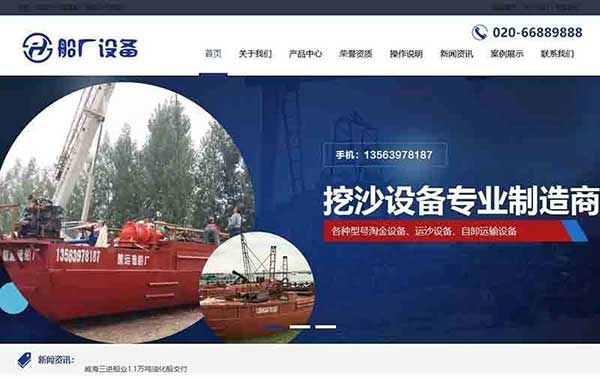 船厂设备
020-66889888
首页 关于我们 产品中心 荣誉资质 操作说明 新闻资讯 案例展示 联系我们
手机：13563978187
挖沙设备专业制造商
各种型号淘金设备、运沙设备、自卸运输设备
13563978187
新闻资讯：
威海三进船业1.1万吨油化船交付